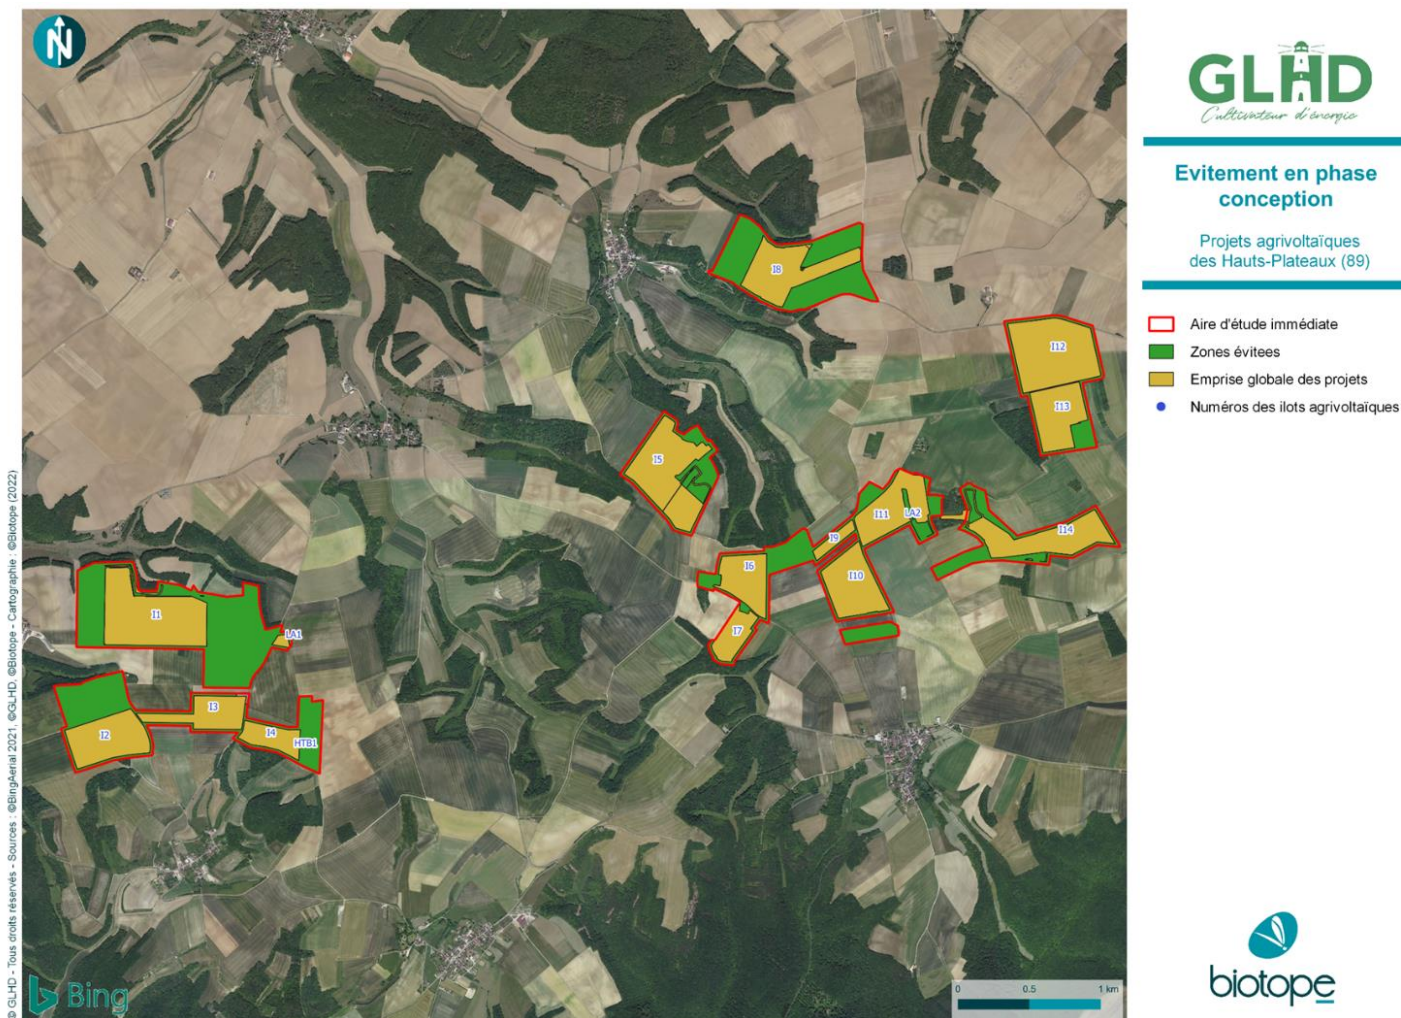 N
GLHD
Cultivateur d'énergie
Evitement en phase
conception
Projets agrivoltaïques
des Hauts-Plateaux (89)
Aire d'étude immédiate
Zones évitees
Emprise globale des projets
Numéros des ilots agrivoltaïques
I8
I12
I13
I5
I11
LA2
I9
I14
I6
I10
I7
I1
LA1
I3
I2
I4
HTB1
© GLHD - Tous droits réservés - Sources : ©BingAerial 2021, ©GLHD, ©Biotope - Cartographie : ©Biotope (2022)
Bing
0 0.5 1 km
biotope